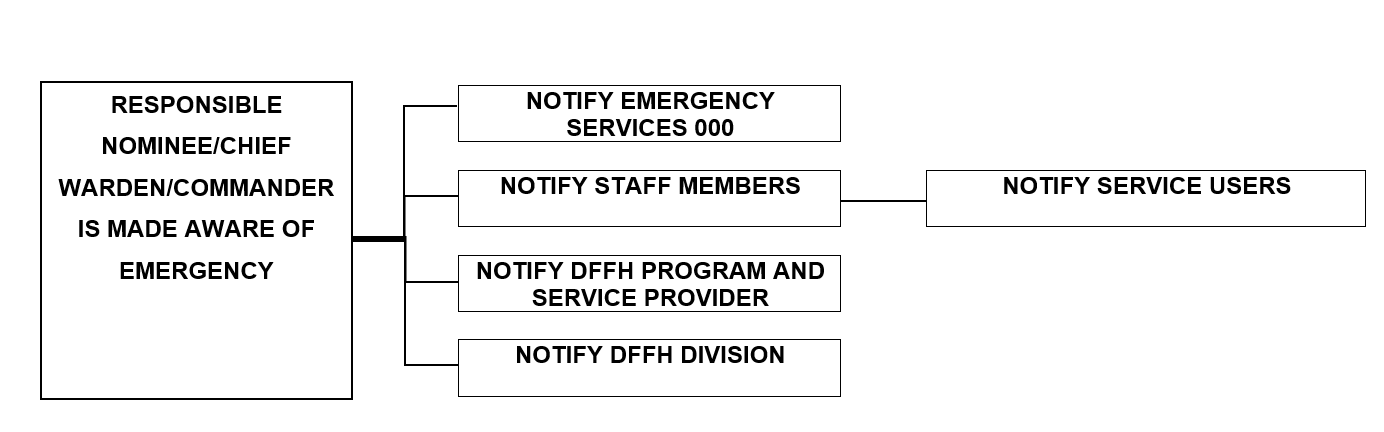 RESPONSIBLE
NOMINEE/CHIEF
WARDEN/COMMANDER
IS MADE AWARE OF
EMERGENCY
NOTIFY EMERGENCY
SERVICES 000
NOTIFY STAFF MEMBERS
NOTIFY SERVICE USERS
NOTIFY DFFH PROGRAM AND
SERVICE PROVIDER
NOTIFY DFFH DIVISION